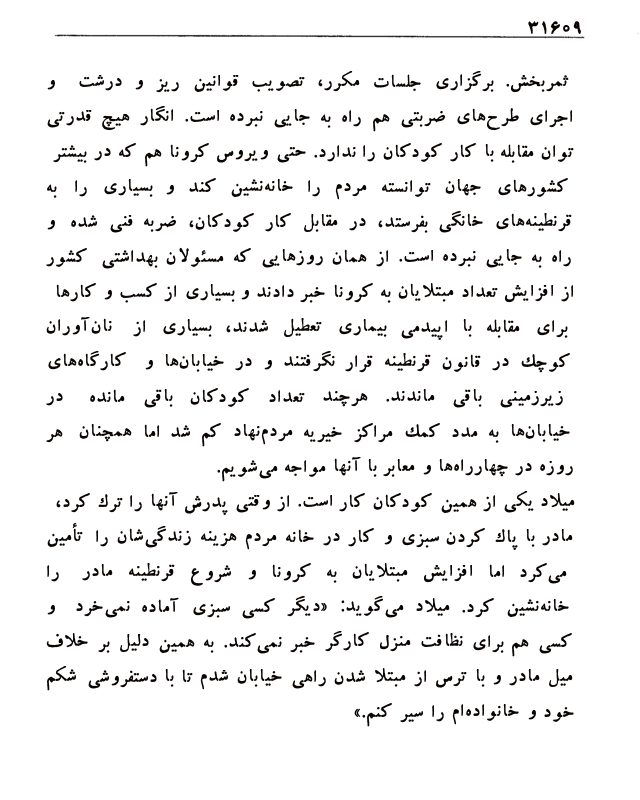 ۳۱۶۰۹
ثمربخش. برگزاری جلسات مکرر، تصویب قوانین ریز و درشت و
اجرای طرح‌های ضربتی هم راه به جایی نبرده است. انگار هیچ قدرتی
توان مقابله با کار کودکان را ندارد. حتی ویروس کرونا هم که در بیشتر
کشورهای جهان توانسته مردم را خانه‌نشین کند و بسیاری را به
قرنطینه‌های خانگی بفرستد، در مقابل کار کودکان، ضربه فنی شده و
راه به جایی نبرده است. از همان روزهایی که مسئولان بهداشتی کشور
از افزایش تعداد مبتلایان به کرونا خبر دادند و بسیاری از کسب و کارها
برای مقابله با اپیدمی بیماری تعطیل شدند، بسیاری از نان‌آوران
کوچك در قانون قرنطینه قرار نگرفتند و در خیابان‌ها و کارگاه‌های
زیرزمینی باقی ماندند. هرچند تعداد کودکان باقی مانده در
خیابان‌ها به مدد کمك مراکز خیریه مردم‌نهاد کم شد اما همچنان هر
روزه در چهارراه‌ها و معابر با آنها مواجه می‌شویم.
میلاد یکی از همین کودکان کار است. از وقتی پدرش آنها را ترك کرد،
مادر با پاك کردن سبزی و کار در خانه مردم هزینه زندگی‌شان را تأمین
می‌کرد اما افزایش مبتلایان به کرونا و شروع قرنطینه مادر را
خانه‌نشین کرد. میلاد می‌گوید: «دیگر کسی سبزی آماده نمی‌خرد و
کسی هم برای نظافت منزل کارگر خبر نمی‌کند. به همین دلیل بر خلاف
میل مادر و با ترس از مبتلا شدن راهی خیابان شدم تا با دستفروشی شکم
خود و خانواده‌ام را سیر کنم.»